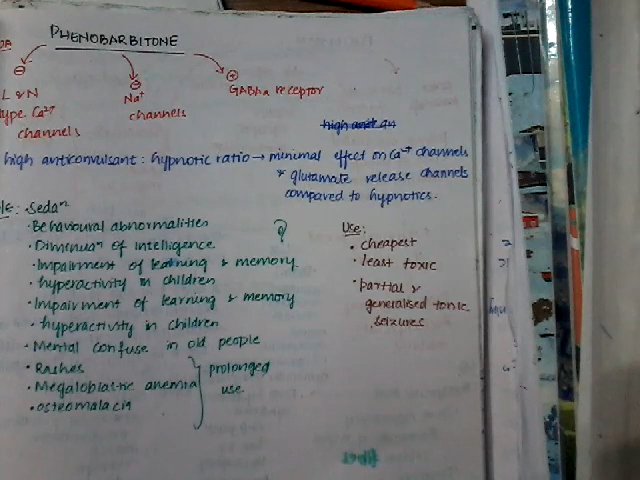 PHENOBARBITONE
⊖ ⊖ ⊕
L & N Na⁺ GABAA receptor
type Ca²⁺ channels
channels
high anticonvulsant : hypnotic ratio → minimal effect on Ca²⁺ channels
& glutamate release channels
compared to hypnotics.
: Sedaⁿ
• Behavioural abnormalities
• Diminuaⁿ of intelligence
• Impairment of learning & memory.
• hyperactivity in children
• Impairment of learning & memory
• hyperactivity in children
• Mental confuse in old people
• Rashes
• Megaloblastic anemia
• osteomalacia
prolonged
use
Use:
• cheapest
• least toxic
• partial &
generalised tonic
seizures